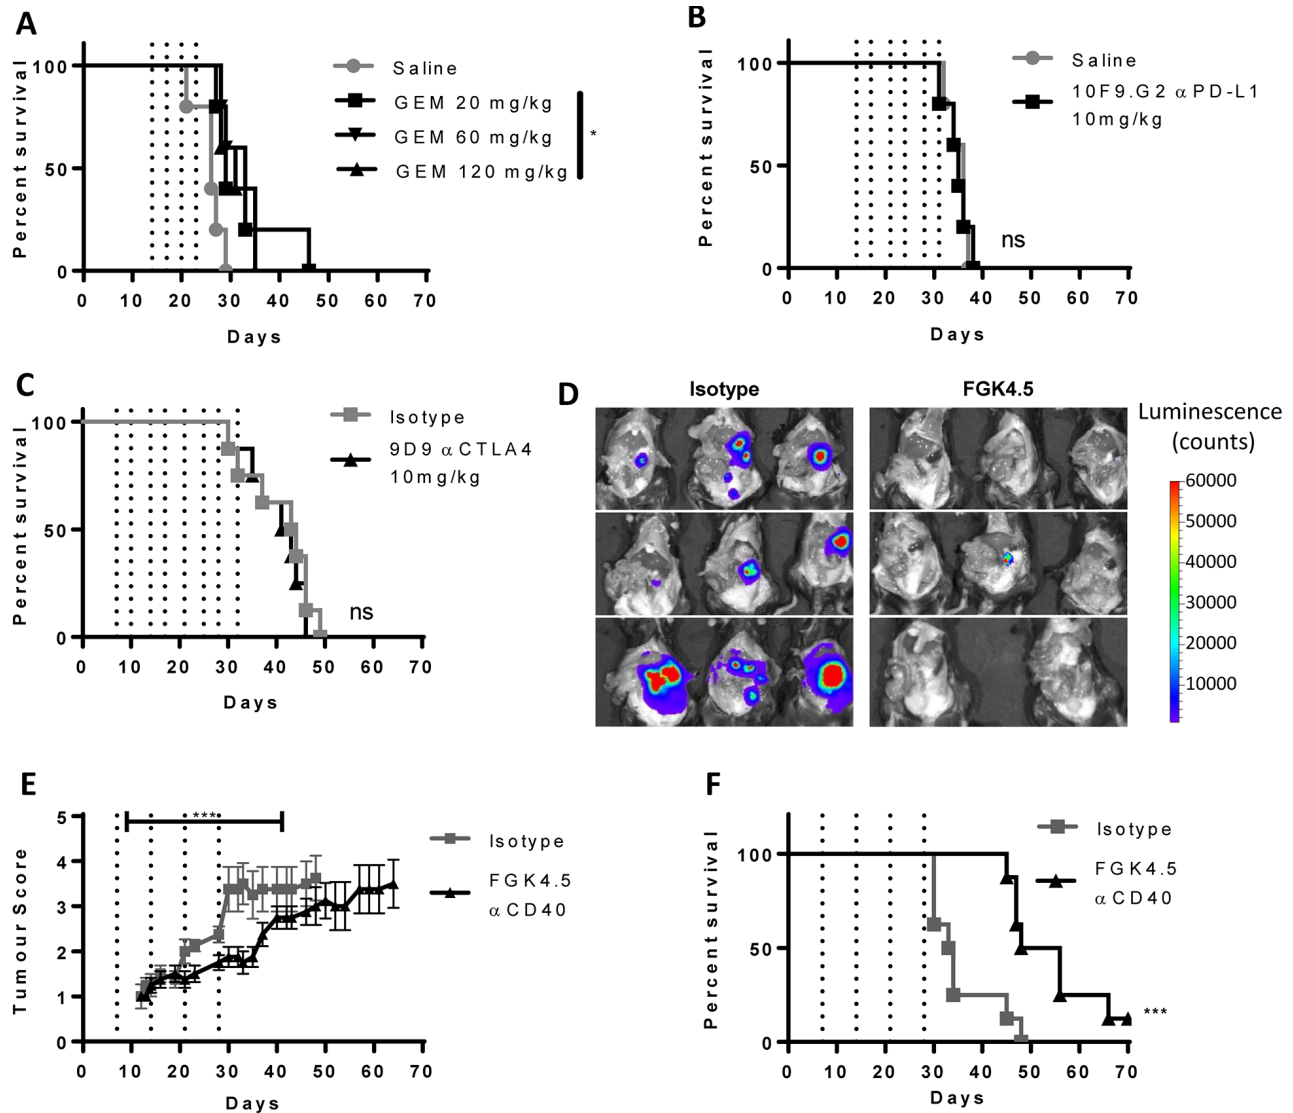 A
Percent survival
100
50
0
0 10 20 30 40 50 60 70
Days
Saline
GEM 20 mg/kg
GEM 60 mg/kg
GEM 120 mg/kg
*
B
Percent survival
100
50
0
0 10 20 30 40 50 60 70
Days
Saline
10F9.G2 αPD-L1
10mg/kg
ns
C
Percent survival
100
50
0
0 10 20 30 40 50 60 70
Days
Isotype
9D9 αCTLA4
10mg/kg
ns
D
Isotype
FGK4.5
Luminescence
(counts)
60000
50000
40000
30000
20000
10000
E
Tumour Score
5
4
3
2
1
0
0 10 20 30 40 50 60 70
Days
***
Isotype
FGK4.5
αCD40
F
Percent survival
100
50
0
0 10 20 30 40 50 60 70
Days
Isotype
FGK4.5
αCD40
***